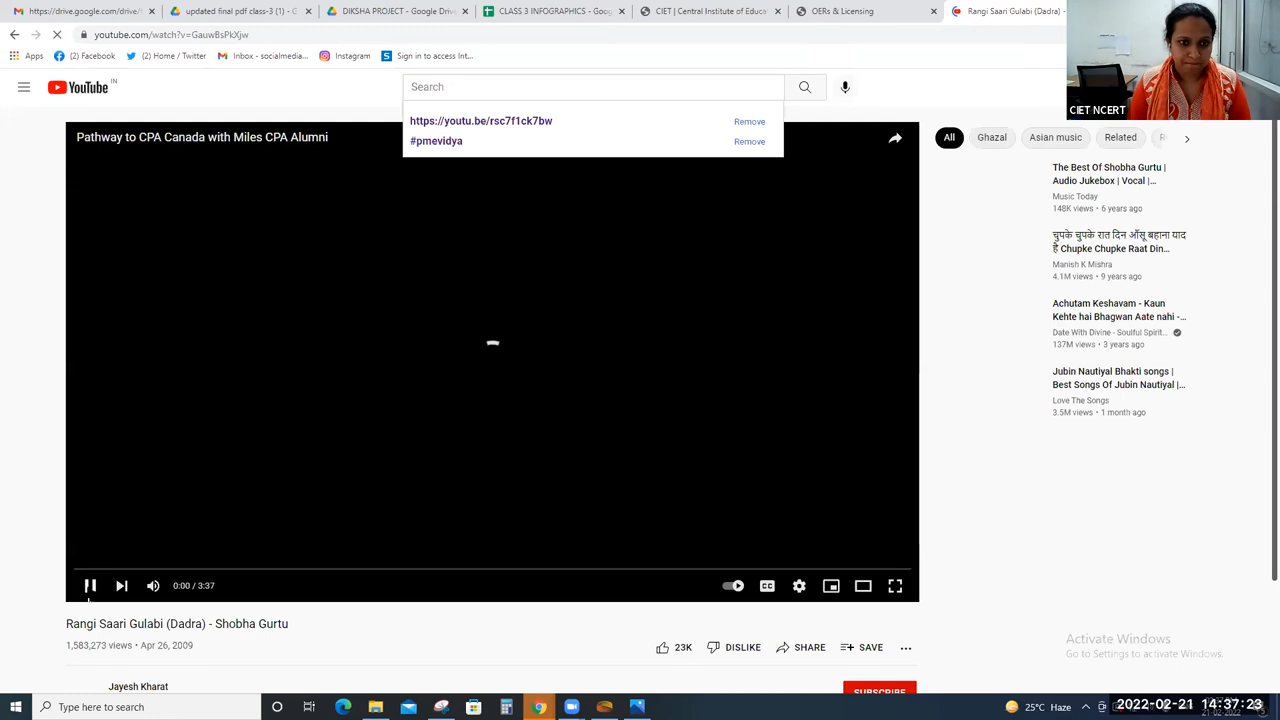 https://drive.google.com/drive/fo
updated final pdf class-3 (1) - G
DIKSHA PROJECT - Google Drive
CLASS 3 INFOGRAPHICS - Goog
CIET | Central Institute of Educa
OERs & Licensing
Rangi Saari Gulabi (Dadra) -
youtube.com/watch?v=GauwBsPkXjw
Apps
(2) Facebook
(2) Home / Twitter
Inbox - socialmedia...
Instagram
Sign in to access Int...
YouTube IN
Search
https://youtu.be/rsc7f1ck7bw Remove
#pmevidya Remove
CIET NCERT
Pathway to CPA Canada with Miles CPA Alumni
All
Ghazal
Asian music
Related
The Best Of Shobha Gurtu |
Audio Jukebox | Vocal |...
Music Today
148K views • 6 years ago
चुपके चुपके रात दिन आँसू बहाना याद
है Chupke Chupke Raat Din...
Manish K Mishra
4.1M views • 9 years ago
Achutam Keshavam - Kaun
Kehte hai Bhagwan Aate nahi -...
Date With Divine - Soulful Spirit...
137M views • 3 years ago
Jubin Nautiyal Bhakti songs |
Best Songs Of Jubin Nautiyal |...
Love The Songs
3.5M views • 1 month ago
0:00 / 3:37
CC
Rangi Saari Gulabi (Dadra) - Shobha Gurtu
1,583,273 views • Apr 26, 2009
23K
DISLIKE
SHARE
SAVE
Jayesh Kharat
SUBSCRIBE
Activate Windows
Go to Settings to activate Windows.
Type here to search
25°C Haze
2022-02-21 14:37:23